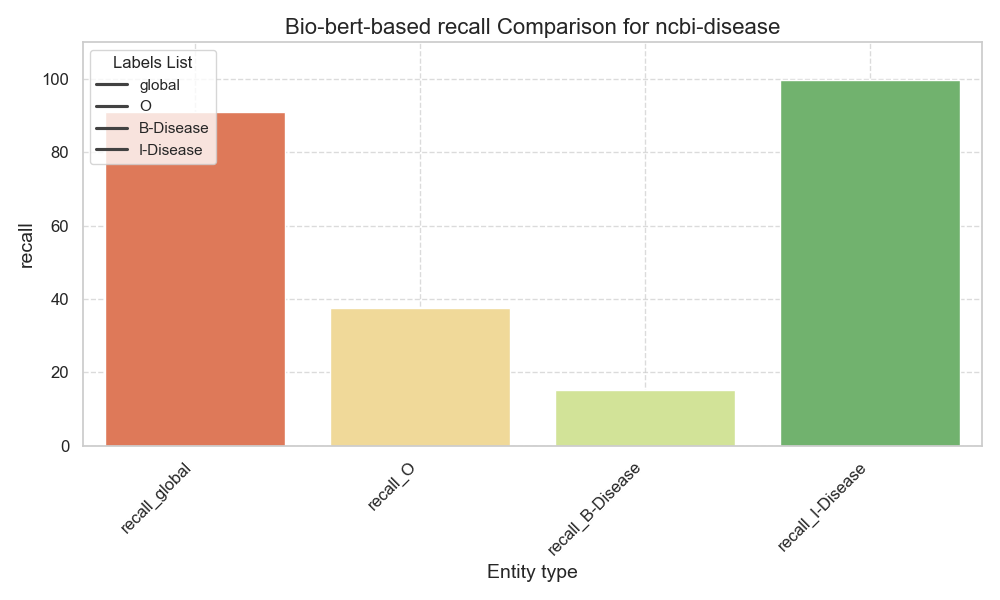 Bio-bert-based recall Comparison for ncbi-disease
Labels List
global
O
B-Disease
I-Disease
100
80
60
40
20
0
recall
recall_global
recall_O
recall_B-Disease
recall_I-Disease
Entity type